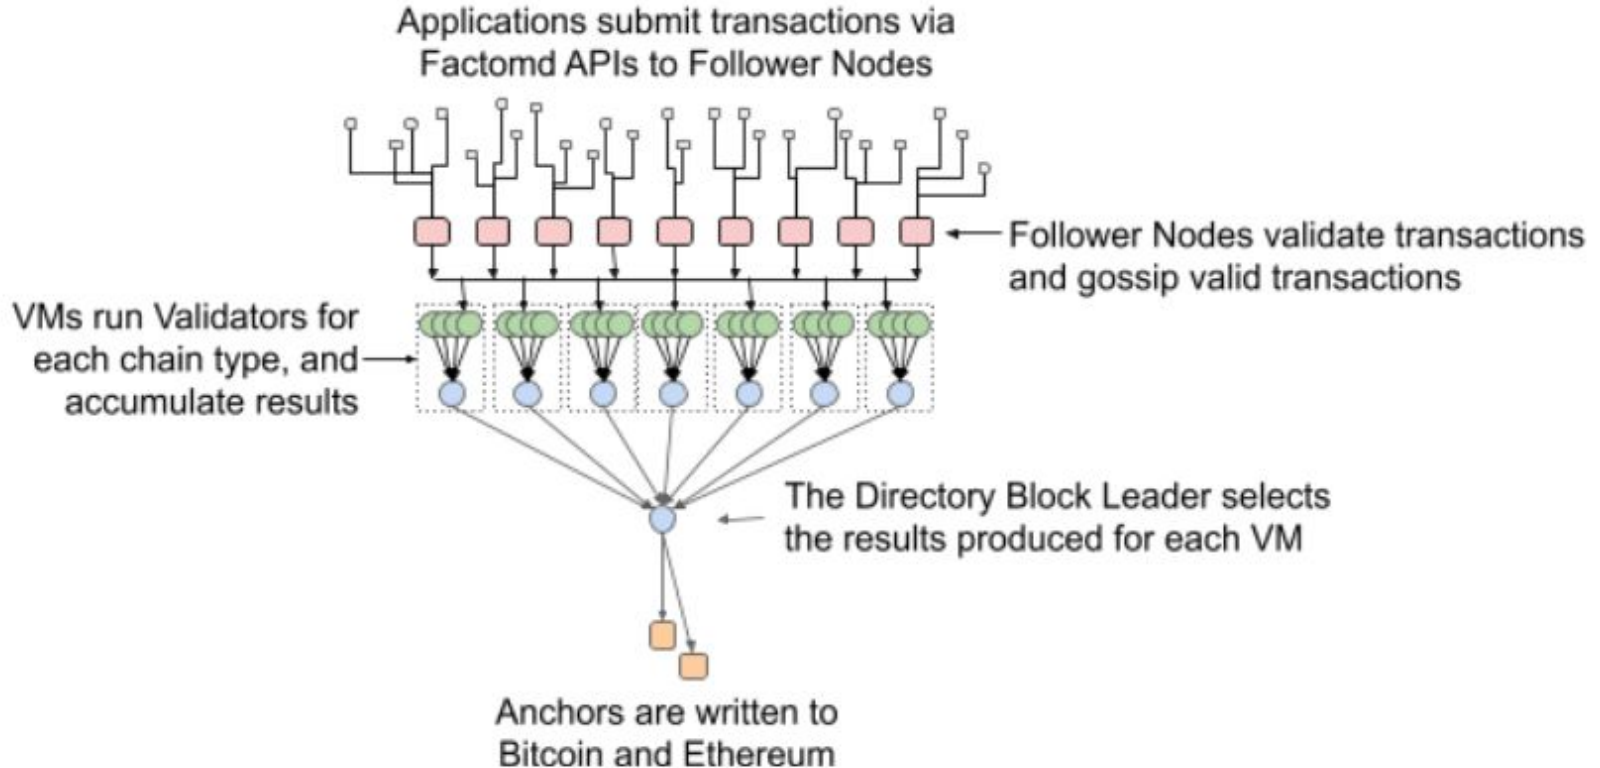 Applications submit transactions via
Factomd APIs to Follower Nodes
Follower Nodes validate transactions
and gossip valid transactions
VMs run Validators for
each chain type, and
accumulate results
The Directory Block Leader selects
the results produced for each VM
Anchors are written to
Bitcoin and Ethereum